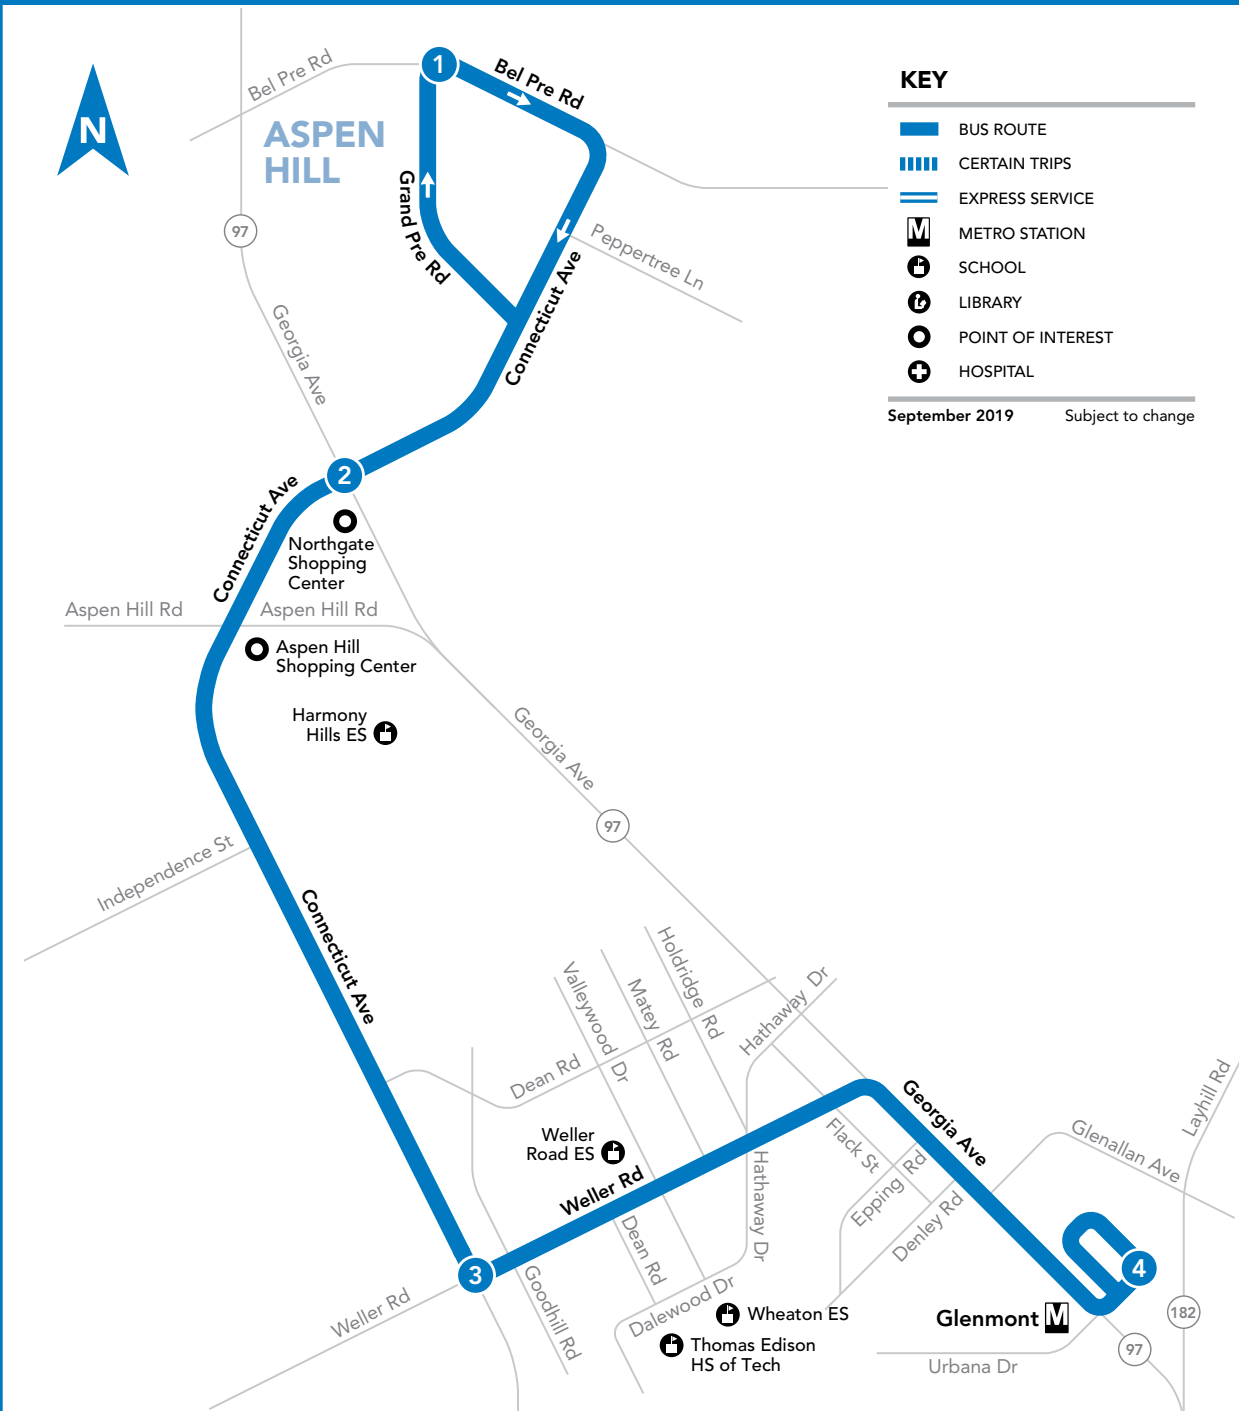 1
Bel Pre Rd
Bel Pre Rd
KEY
BUS ROUTE
CERTAIN TRIPS
EXPRESS SERVICE
M
METRO STATION
SCHOOL
LIBRARY
POINT OF INTEREST
HOSPITAL
September 2019
Subject to change
N
ASPEN
HILL
Grand Pre Rd
97
Peppertree Ln
Connecticut Ave
Georgia Ave
2
Connecticut Ave
Northgate
Shopping
Center
Aspen Hill Rd
Aspen Hill Rd
Aspen Hill
Shopping Center
Harmony
Hills ES
Georgia Ave
97
Independence St
Connecticut Ave
Valleywood Dr
Matey Rd
Holdridge Rd
Hathaway Dr
Dean Rd
Georgia Ave
Layhill Rd
Weller
Road ES
Weller Rd
Flack St
Glenallan Ave
Epping Rd
Hathaway Dr
Denley Rd
Dean Rd
3
4
Goodhill Rd
Weller Rd
Dalewood Dr
Wheaton ES
Glenmont
M
182
Thomas Edison
HS of Tech
97
Urbana Dr